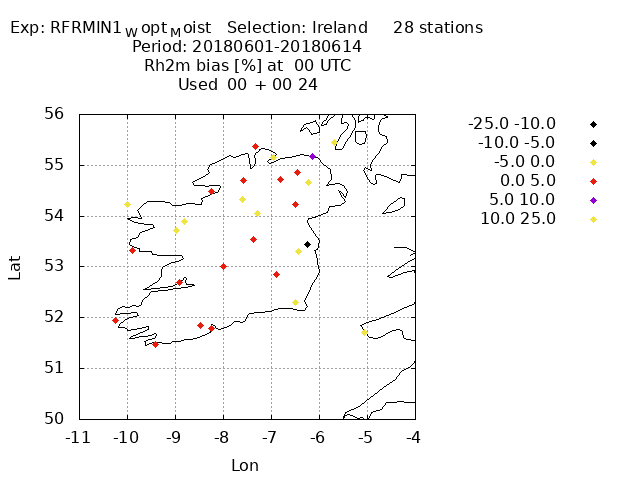 Exp: RFRMIN1WoptMoist Selection: Ireland 28 stations
Period: 20180601-20180614
Rh2m bias [%] at 00 UTC
Used 00 + 00 24
-25.0 -10.0
-10.0 -5.0
-5.0 0.0
0.0 5.0
5.0 10.0
10.0 25.0
56
55
54
53
52
51
50
Lat
-11 -10 -9 -8 -7 -6 -5 -4
Lon